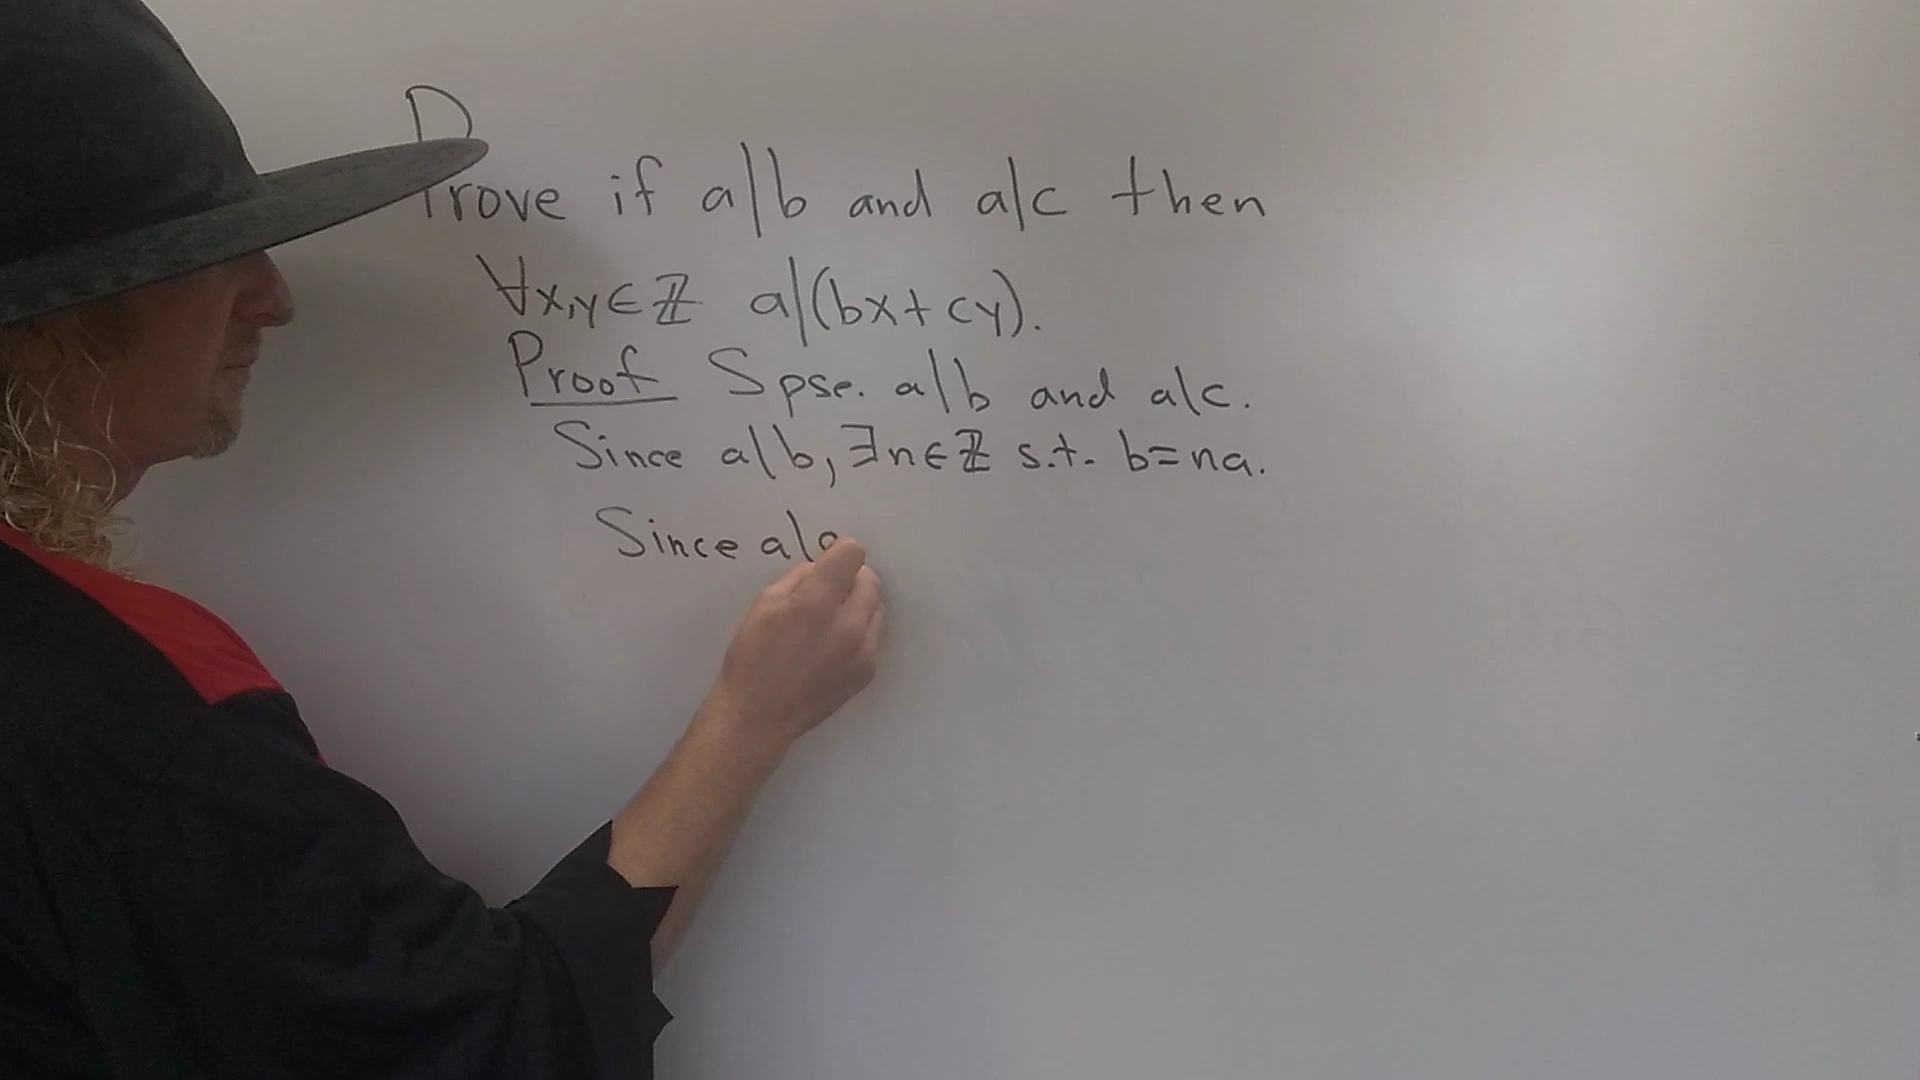 Prove if a|b and a|c then
∀x,y∈ℤ a|(bx+cy).
Proof Spse. a|b and a|c.
Since a|b, ∃n∈ℤ s.t. b=na.
Since a|c